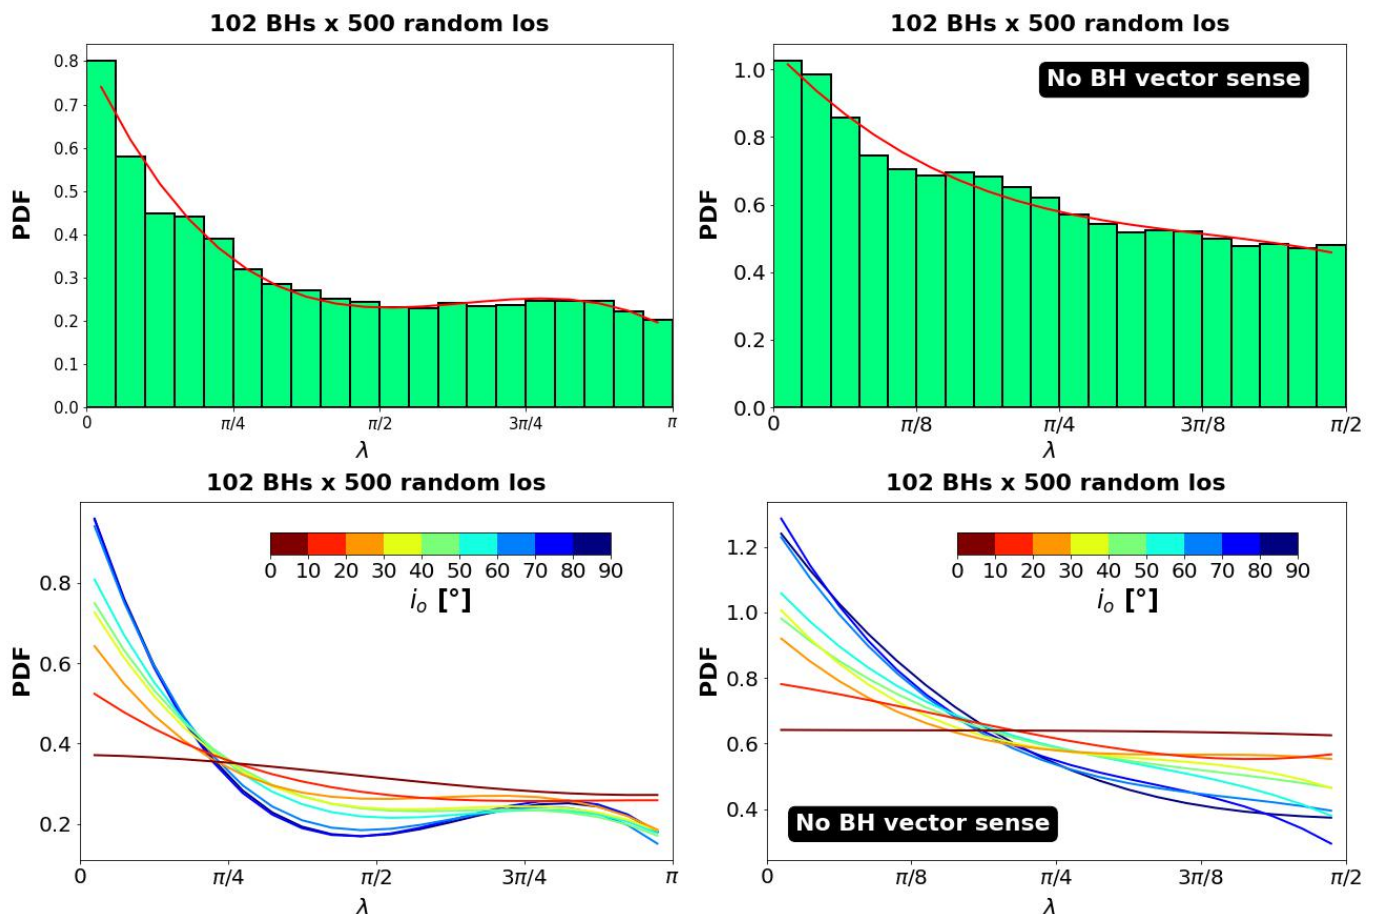 102 BHs x 500 random los
0.8
0.7
0.6
0.5
0.4
0.3
0.2
0.1
0.0
PDF
0 π/4 π/2 3π/4 π
λ
102 BHs x 500 random los
No BH vector sense
1.0
0.8
0.6
0.4
0.2
0.0
PDF
0 π/8 π/4 3π/8 π/2
λ
102 BHs x 500 random los
0 10 20 30 40 50 60 70 80 90
i_o [°]
0.8
0.6
0.4
0.2
PDF
0 π/4 π/2 3π/4 π
λ
102 BHs x 500 random los
0 10 20 30 40 50 60 70 80 90
i_o [°]
1.2
1.0
0.8
0.6
0.4
PDF
No BH vector sense
0 π/8 π/4 3π/8 π/2
λ